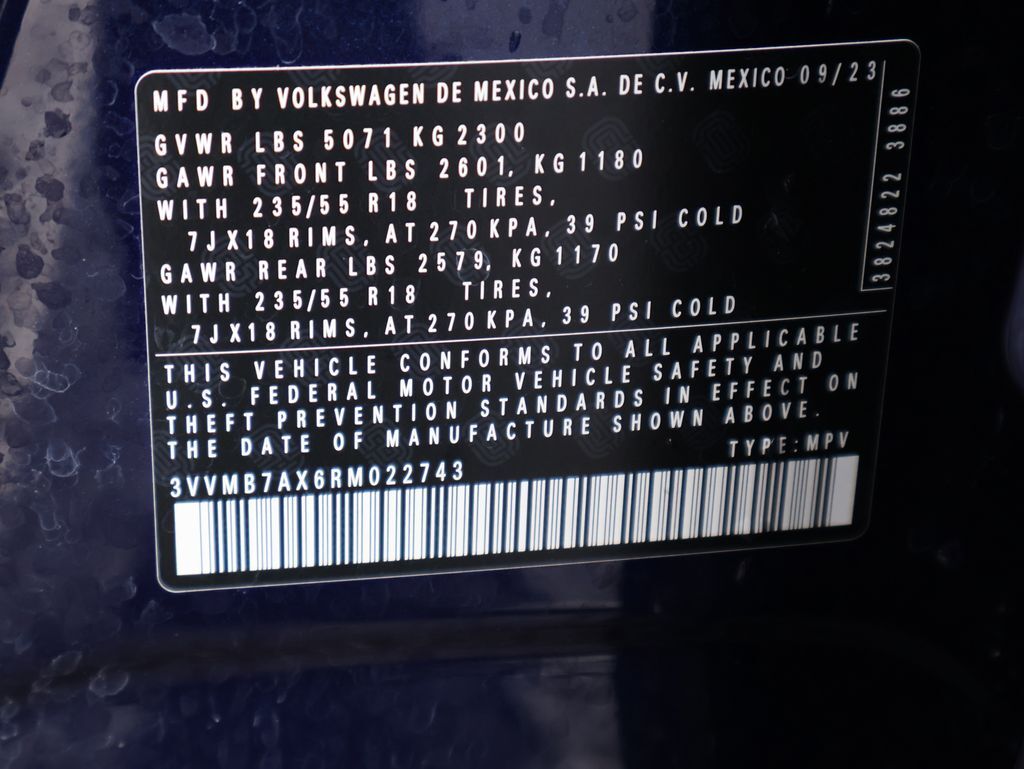 MFD BY VOLKSWAGEN DE MEXICO S.A. DE C.V. MEXICO 09/23
GVWR LBS 5071 KG 2300
GAWR FRONT LBS 2601, KG 1180
WITH 235/55 R18 TIRES,
7JX18 RIMS, AT 270 KPA, 39 PSI COLD
GAWR REAR LBS 2579, KG 1170
WITH 235/55 R18 TIRES,
7JX18 RIMS, AT 270 KPA, 39 PSI COLD
3824822 3886
THIS VEHICLE CONFORMS TO ALL APPLICABLE
U.S. FEDERAL MOTOR VEHICLE SAFETY AND
THEFT PREVENTION STANDARDS IN EFFECT ON
THE DATE OF MANUFACTURE SHOWN ABOVE.
TYPE: MPV
3VVMB7AX6RM022743